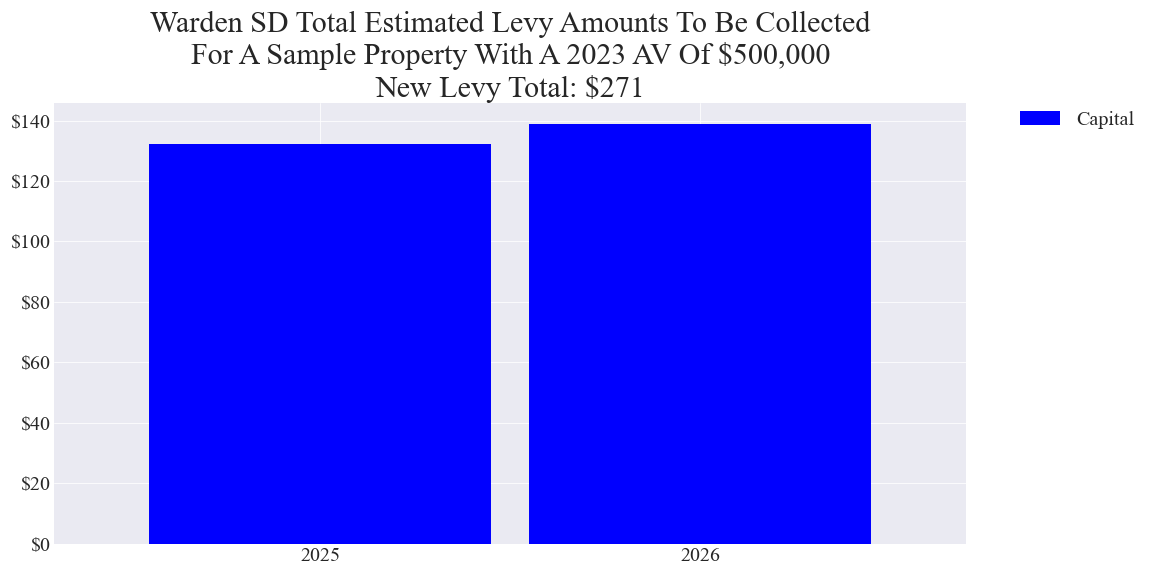 Warden SD Total Estimated Levy Amounts To Be Collected
For A Sample Property With A 2023 AV Of $500,000
New Levy Total: $271
Capital
$140
$120
$100
$80
$60
$40
$20
$0
2025
2026